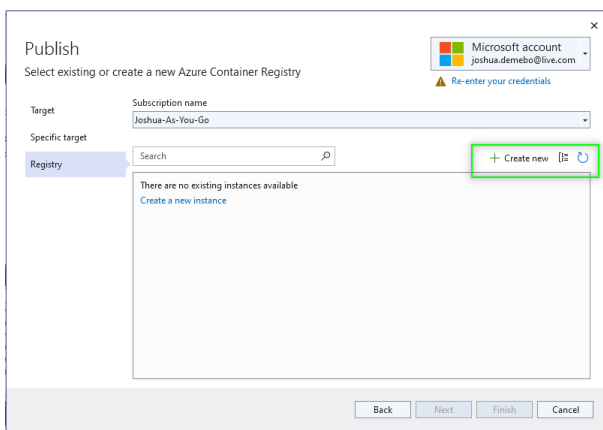 Publish
Microsoft account
joshua.demebo@live.com
Select existing or create a new Azure Container Registry
Re-enter your credentials
Target
Subscription name
Joshua-As-You-Go
Specific target
Registry
Search
Create new
There are no existing instances available
Create a new instance
Back
Next
Finish
Cancel